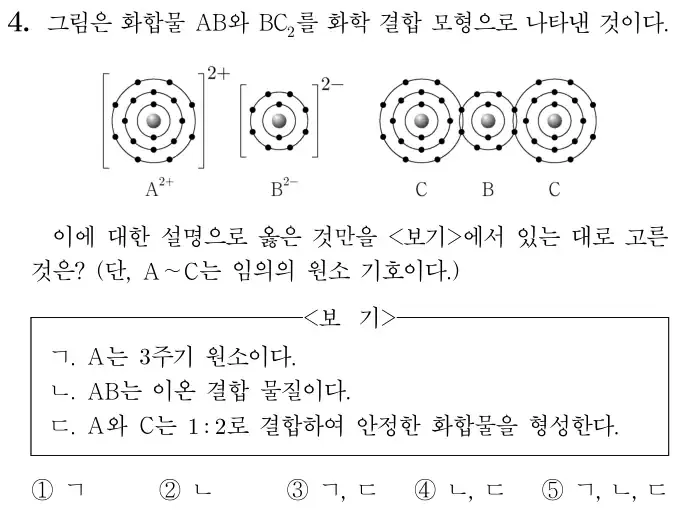 4. 그림은 화합물 AB와 BC₂를 화학 결합 모형으로 나타낸 것이다.
2+ 2−
A²⁺ B²⁻ C B C
이에 대한 설명으로 옳은 것만을 <보기>에서 있는 대로 고른
것은? (단, A~C는 임의의 원소 기호이다.)
<보 기>
ㄱ. A는 3주기 원소이다.
ㄴ. AB는 이온 결합 물질이다.
ㄷ. A와 C는 1:2로 결합하여 안정한 화합물을 형성한다.
① ㄱ ② ㄴ ③ ㄱ, ㄷ ④ ㄴ, ㄷ ⑤ ㄱ, ㄴ, ㄷ